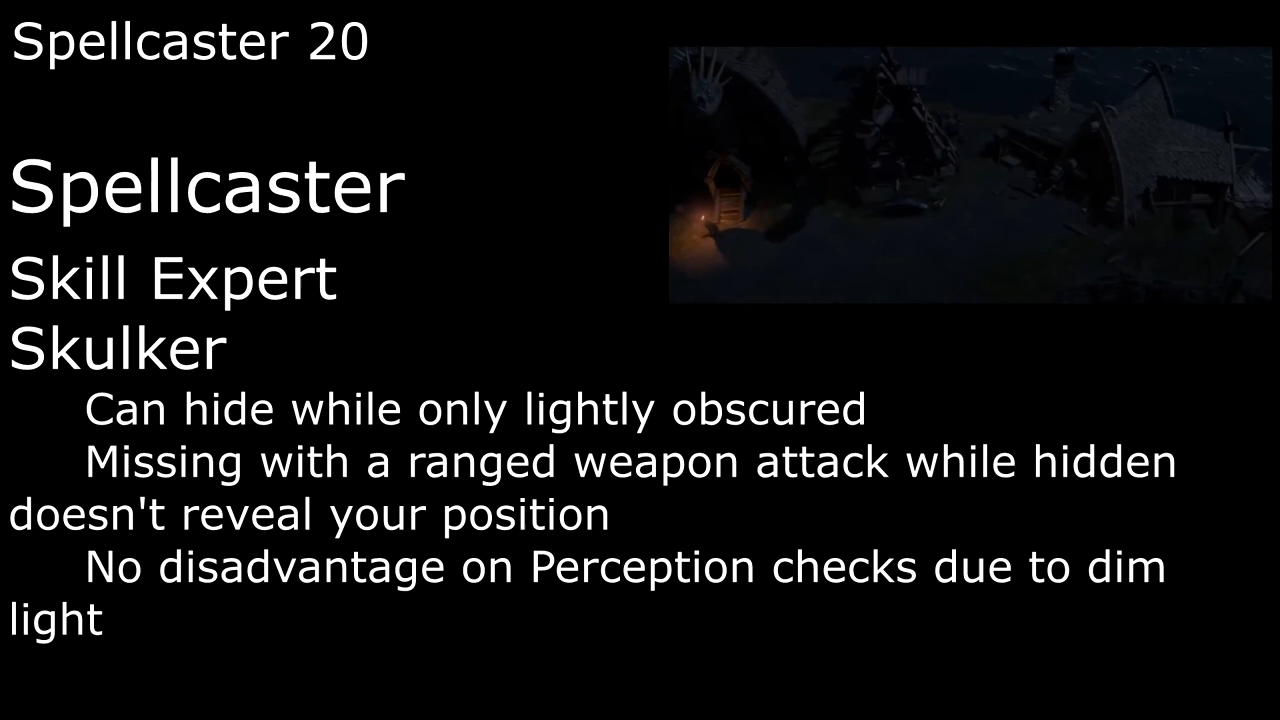 Spellcaster 20
Spellcaster
Skill Expert
Skulker
Can hide while only lightly obscured
Missing with a ranged weapon attack while hidden
doesn't reveal your position
No disadvantage on Perception checks due to dim
light